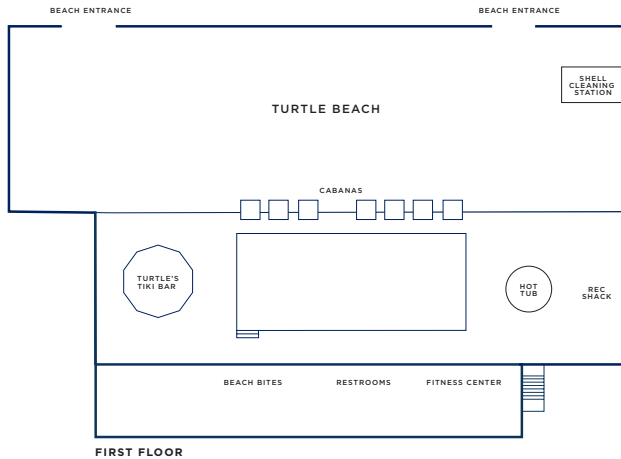 BEACH ENTRANCE
BEACH ENTRANCE
SHELL
CLEANING
STATION
TURTLE BEACH
CABANAS
TURTLE'S
TIKI BAR
HOT
TUB
REC
SHACK
BEACH BITES
RESTROOMS
FITNESS CENTER
FIRST FLOOR